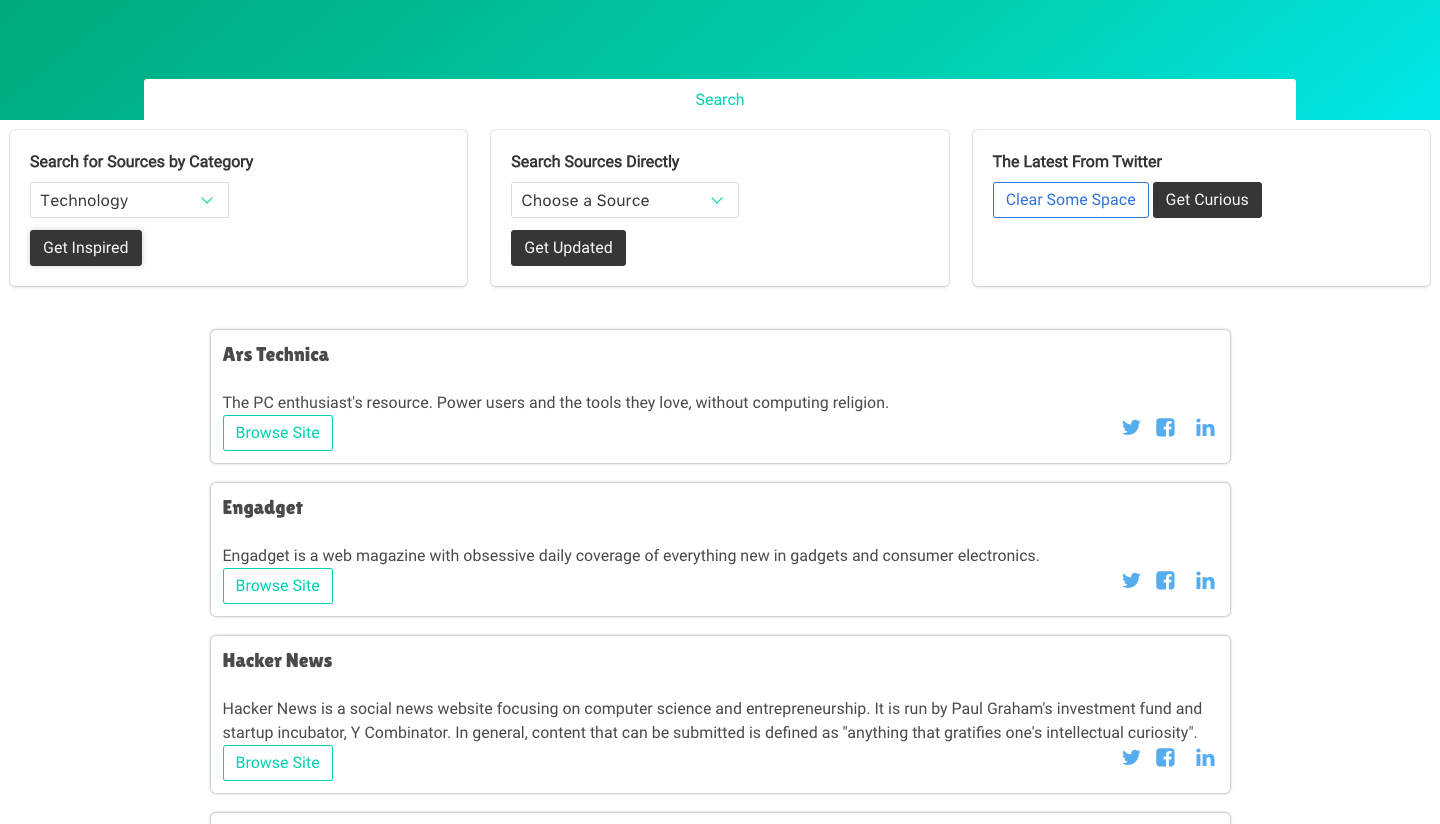 Search
Search for Sources by Category
Technology
Get Inspired
Search Sources Directly
Choose a Source
Get Updated
The Latest From Twitter
Clear Some Space
Get Curious
Ars Technica
The PC enthusiast's resource. Power users and the tools they love, without computing religion.
Browse Site
Engadget
Engadget is a web magazine with obsessive daily coverage of everything new in gadgets and consumer electronics.
Browse Site
Hacker News
Hacker News is a social news website focusing on computer science and entrepreneurship. It is run by Paul Graham's investment fund and
startup incubator, Y Combinator. In general, content that can be submitted is defined as "anything that gratifies one's intellectual curiosity".
Browse Site